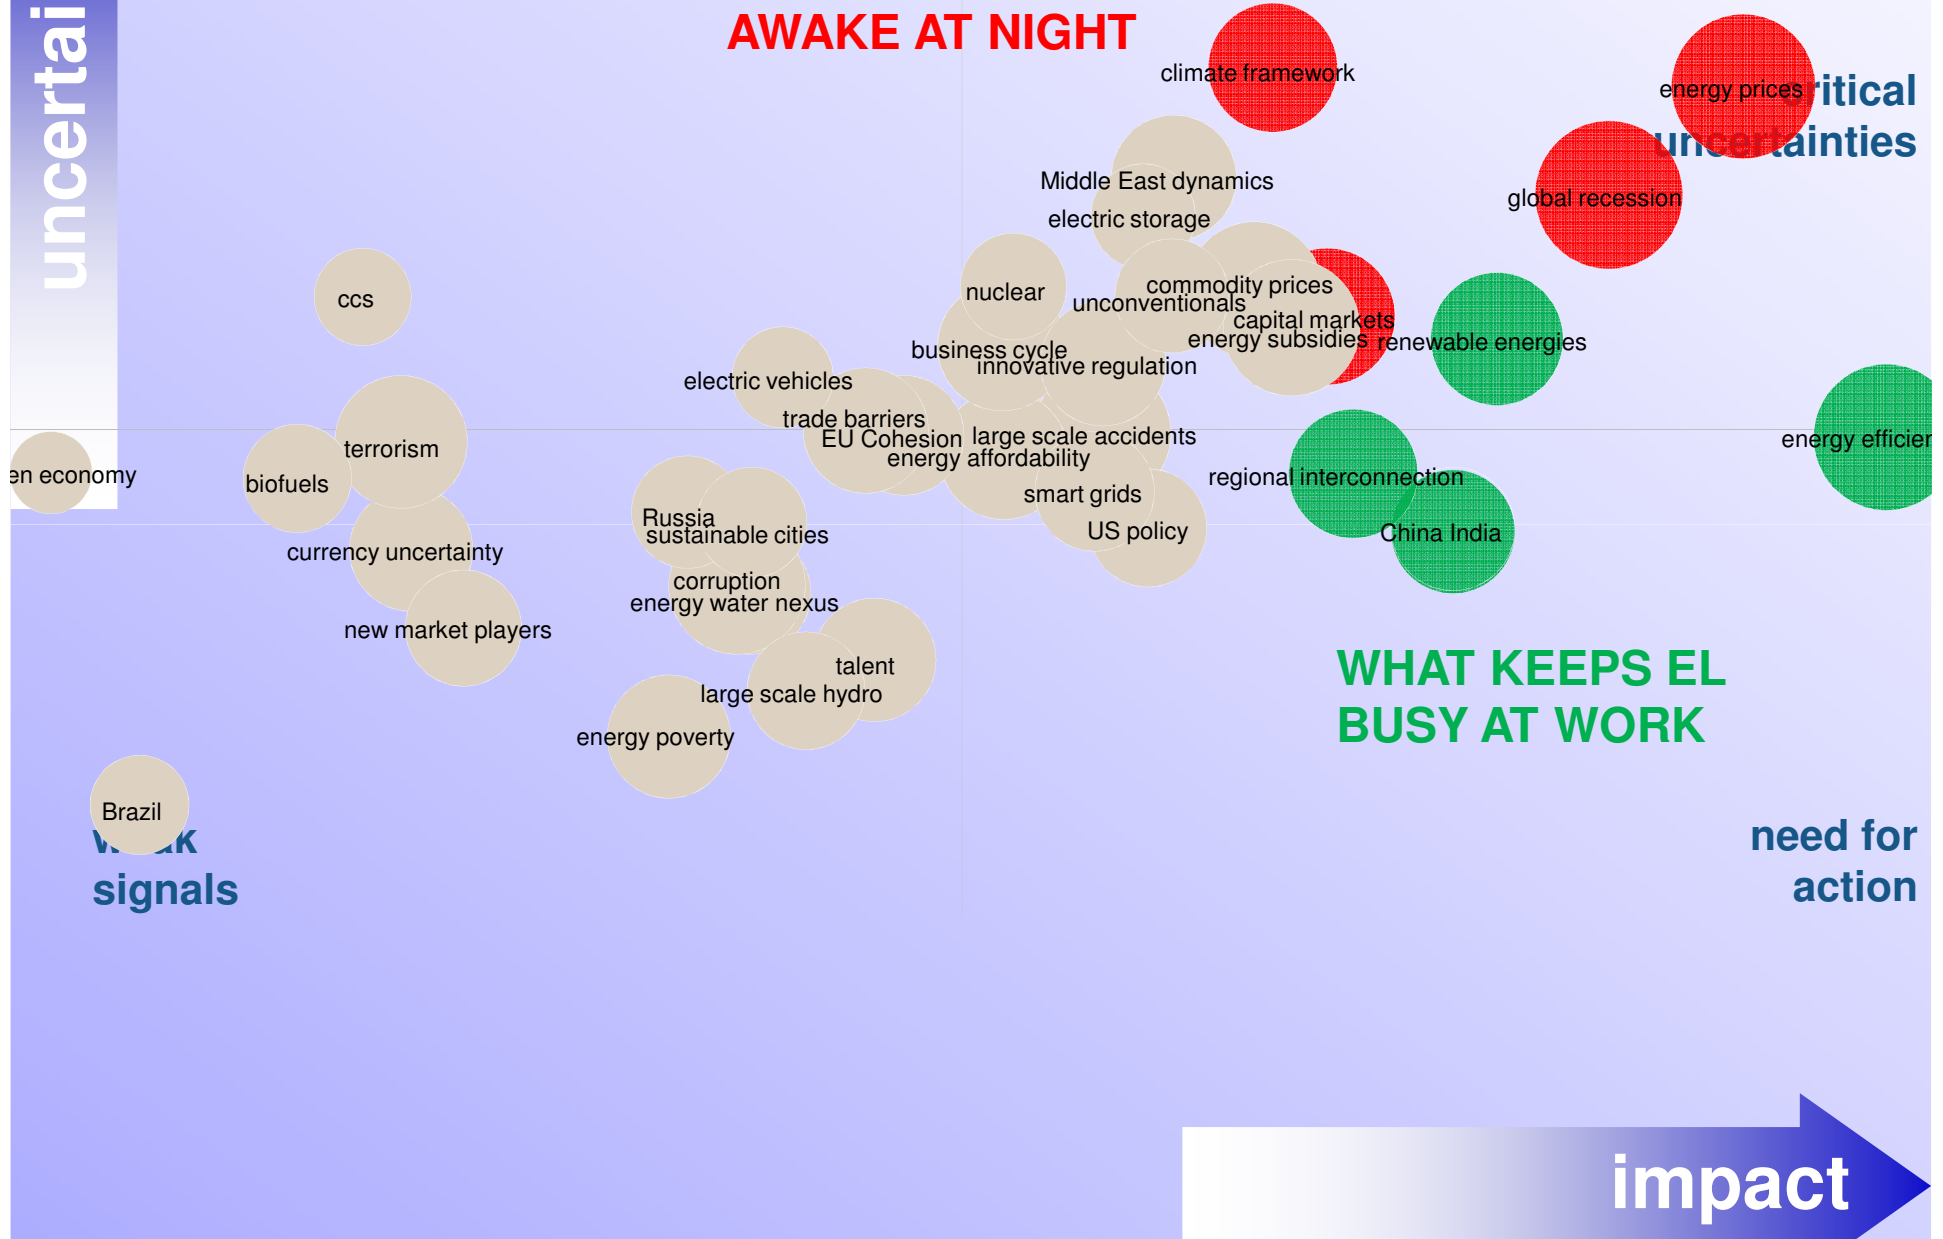 uncertai
AWAKE AT NIGHT
climate framework
energy prices
critical
uncertainties
Middle East dynamics
global recession
electric storage
ccs
nuclear
commodity prices
unconventionals
capital markets
energy subsidies
renewable energies
business cycle
innovative regulation
electric vehicles
trade barriers
EU Cohesion
large scale accidents
energy affordability
energy efficien
terrorism
en economy
biofuels
regional interconnection
smart grids
Russia
US policy
China India
sustainable cities
currency uncertainty
corruption
energy water nexus
new market players
talent
large scale hydro
WHAT KEEPS EL
BUSY AT WORK
energy poverty
Brazil
weak
signals
need for
action
impact